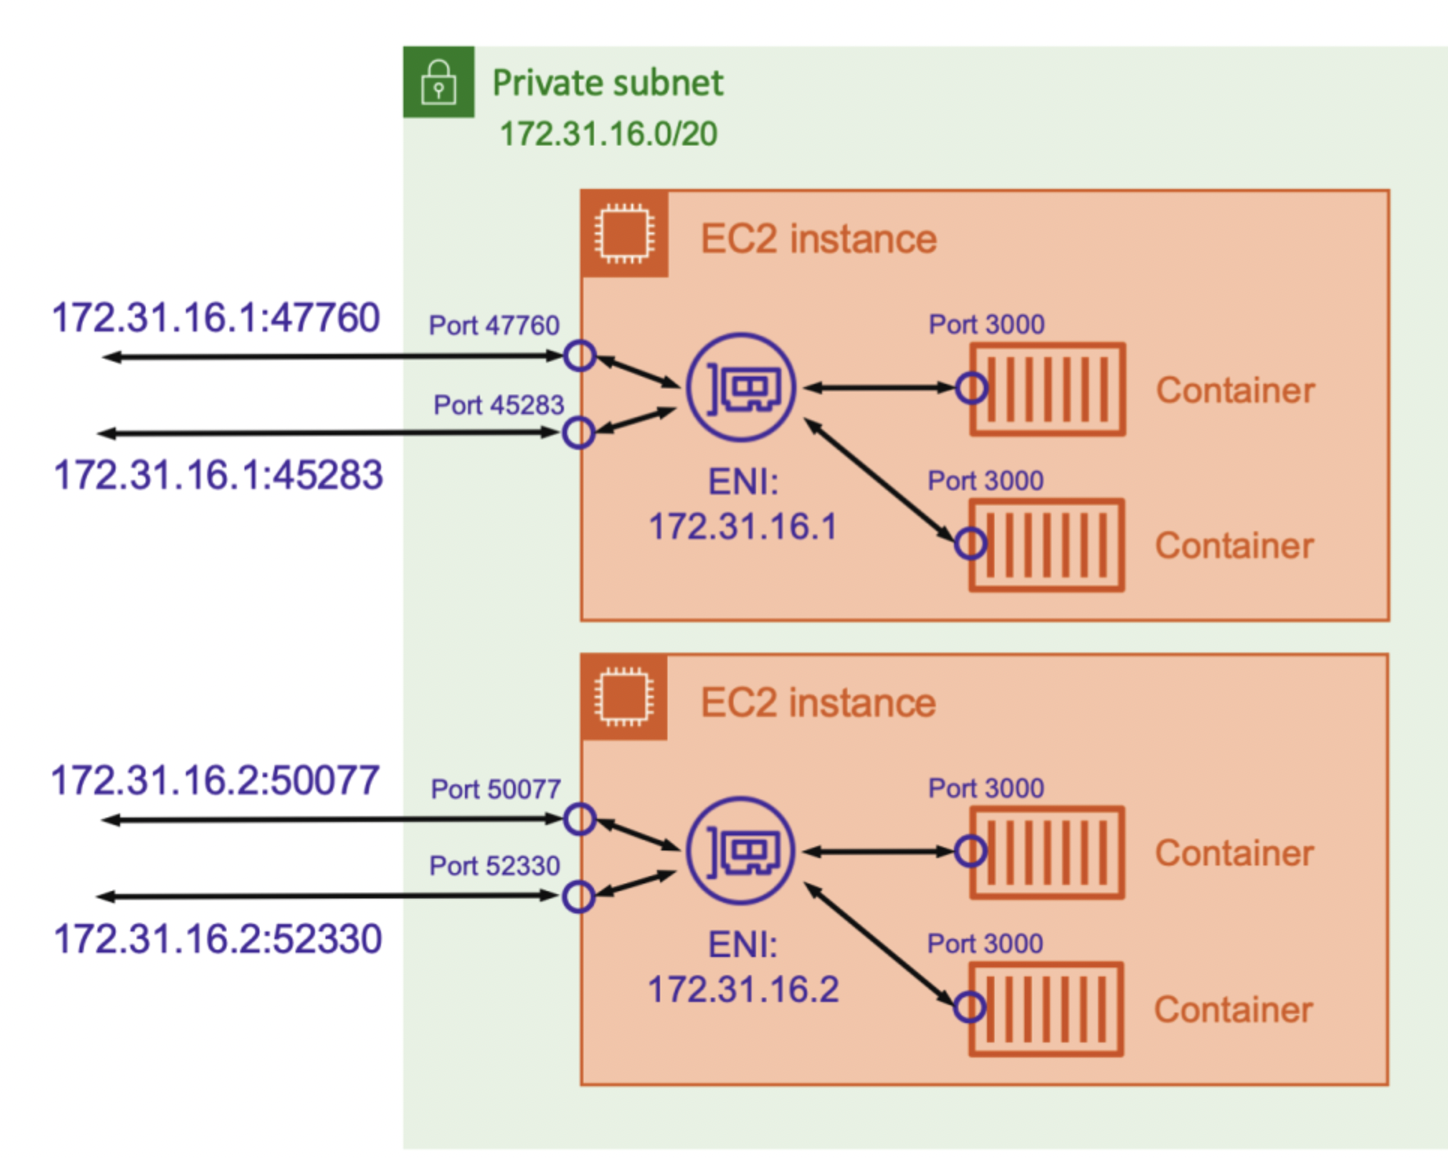 Private subnet
172.31.16.0/20
EC2 instance
172.31.16.1:47760
Port 47760
Port 3000
Container
Port 45283
172.31.16.1:45283
Port 3000
ENI:
172.31.16.1
Container
EC2 instance
172.31.16.2:50077
Port 50077
Port 3000
Container
Port 52330
172.31.16.2:52330
Port 3000
ENI:
172.31.16.2
Container